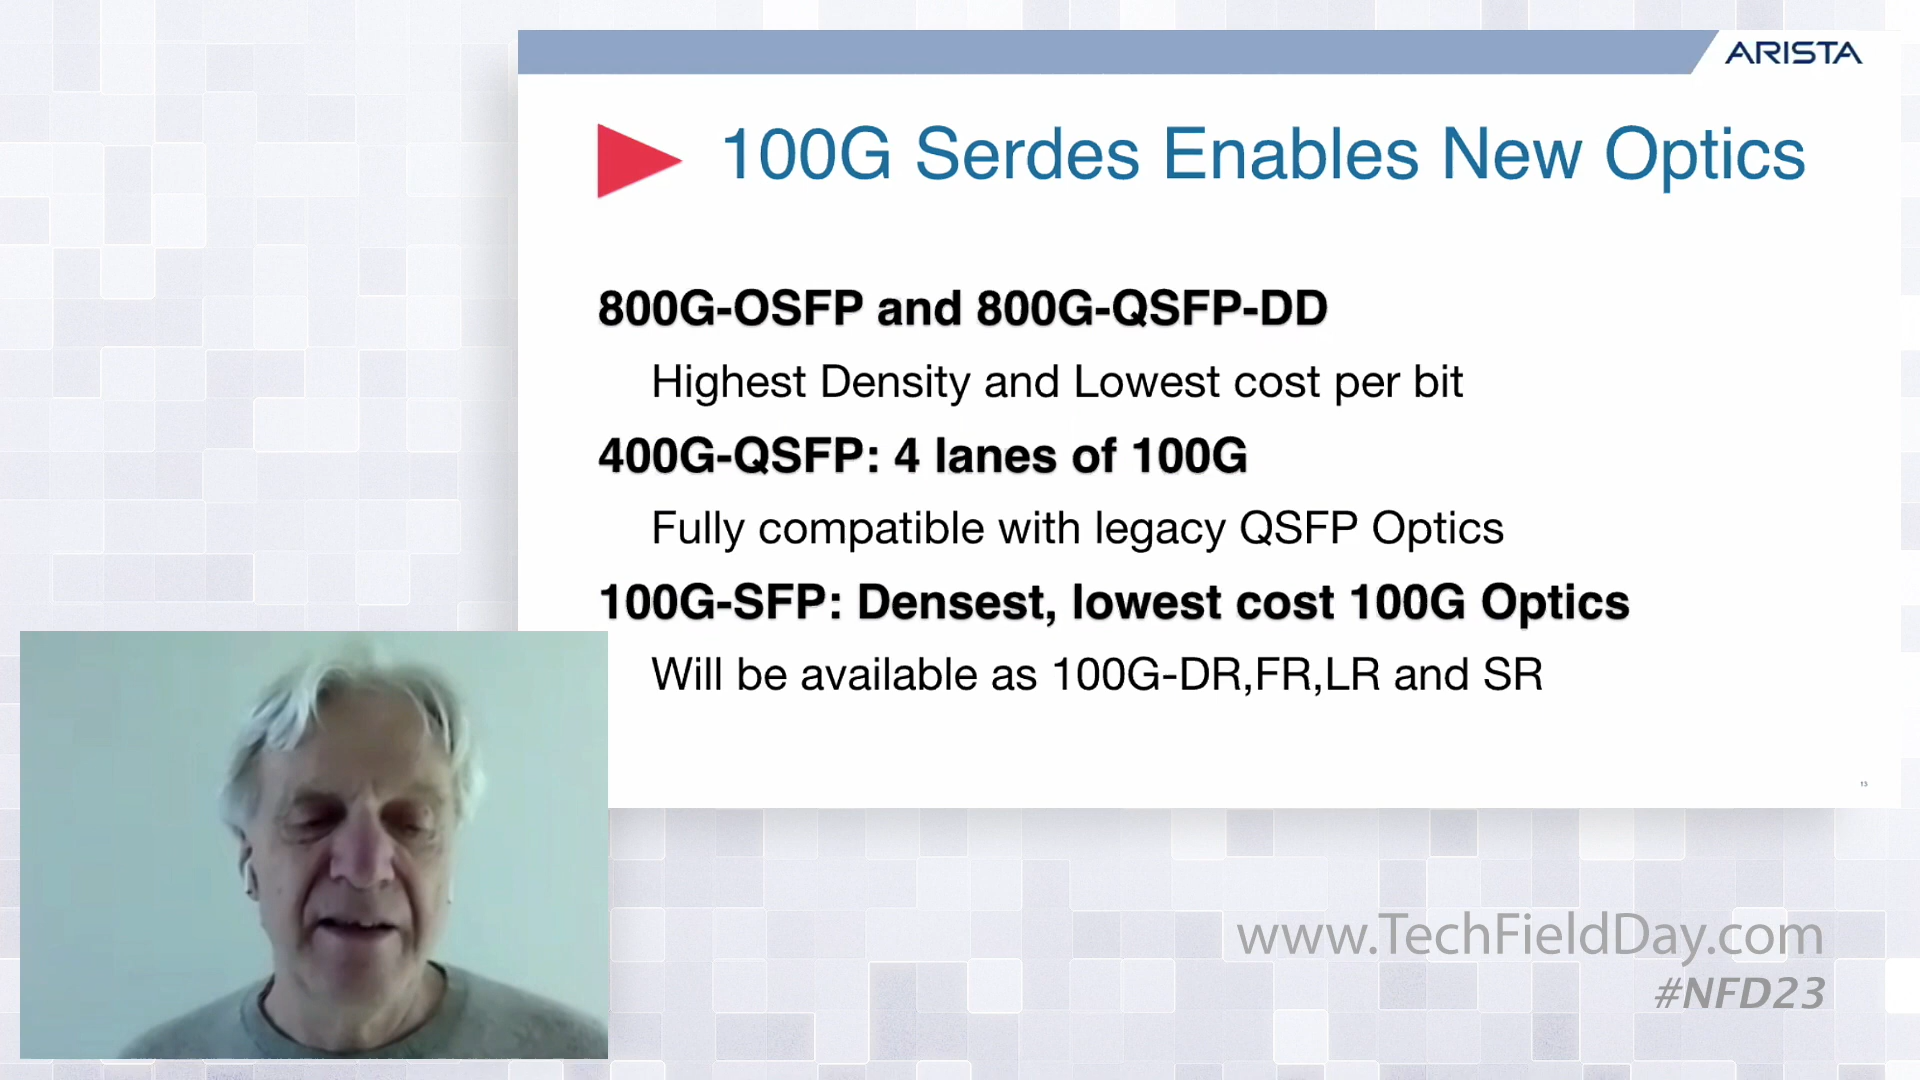 ARISTA
100G Serdes Enables New Optics
800G-OSFP and 800G-QSFP-DD
Highest Density and Lowest cost per bit
400G-QSFP: 4 lanes of 100G
Fully compatible with legacy QSFP Optics
100G-SFP: Densest, lowest cost 100G Optics
Will be available as 100G-DR,FR,LR and SR
13
www.TechFieldDay.com
#NFD23